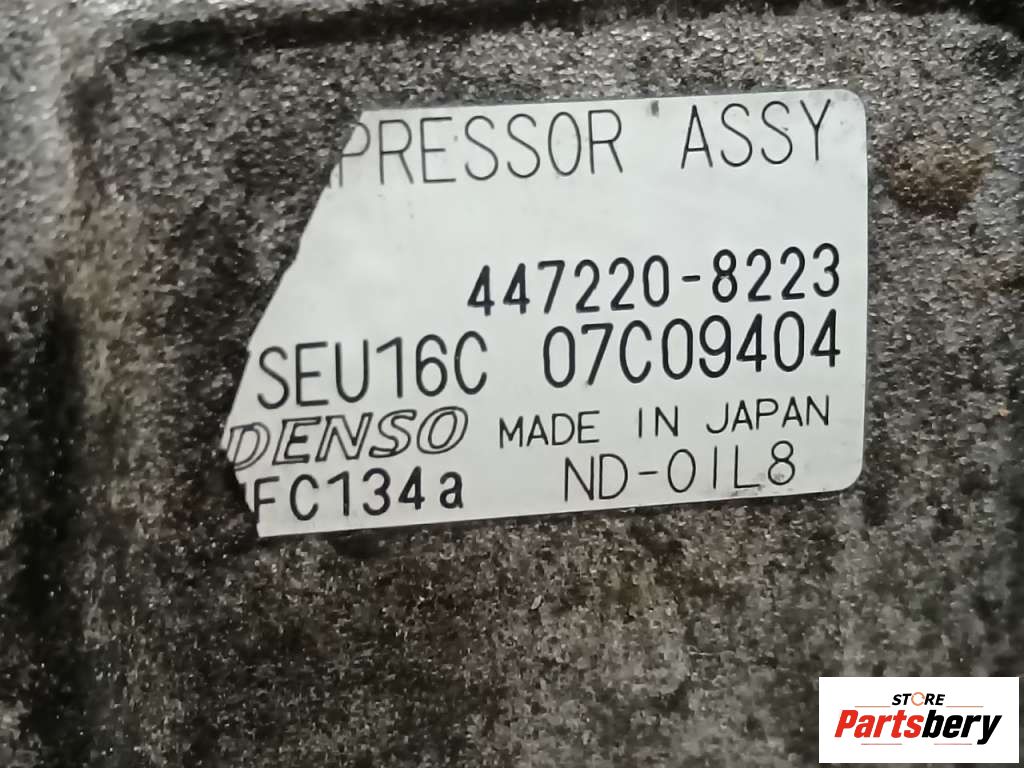 PRESSOR ASSY
447220-8223
SEU16C 07C09404
DENSO MADE IN JAPAN
FC134a ND-OIL8
STORE
Partsbery